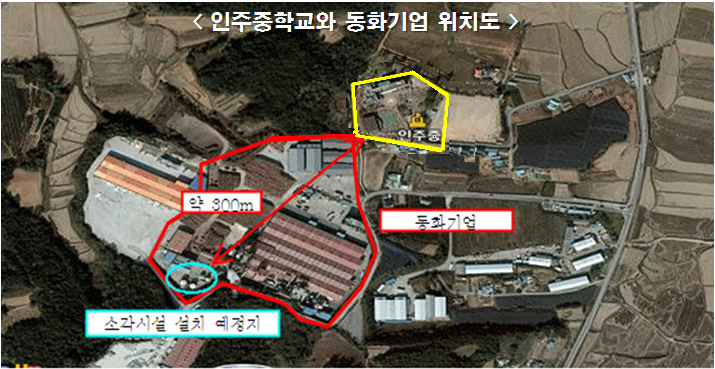 < 인주중학교와 동화기업 위치도 >
인주중
약 300m
동화기업
소각시설 설치 예정지